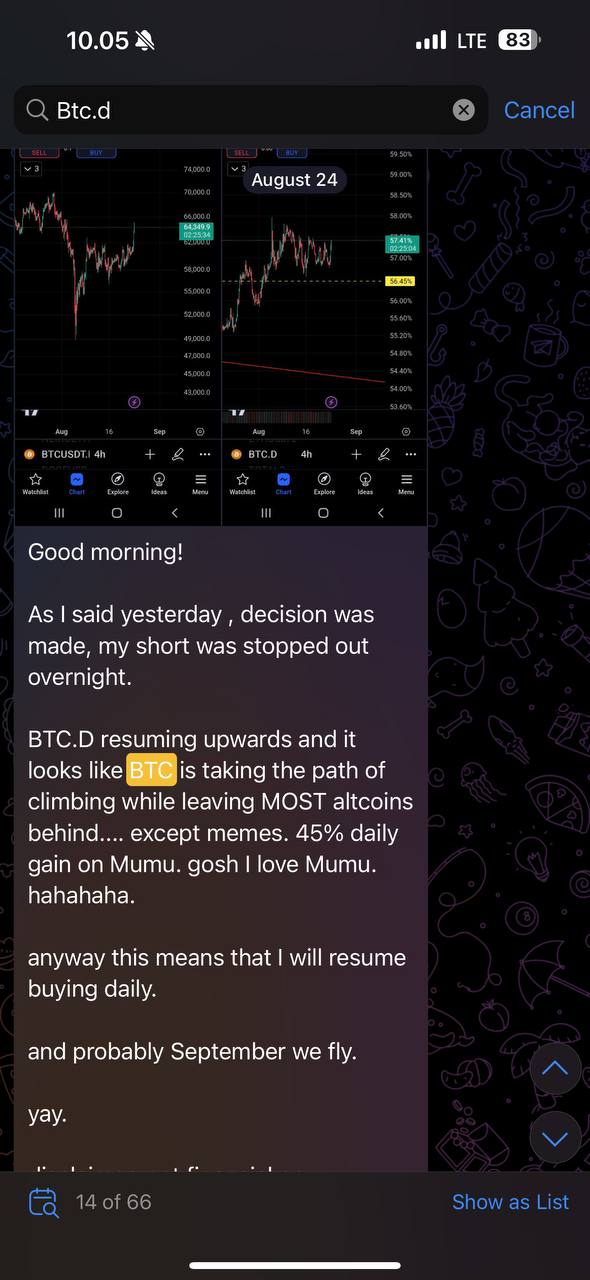 10.05
LTE 83
Btc.d
Cancel
SELL
BUY
3
74,000.0
70,000.0
66,000.0
64,349.9
02:25:34
62,000.0
58,000.0
55,000.0
52,000.0
49,000.0
47,000.0
45,000.0
43,000.0
Aug 16 Sep
BTCUSDT.I 4h
Watchlist Chart Explore Ideas Menu
SELL
BUY
3
August 24
59.50%
59.00%
58.50%
58.00%
57.41%
02:25:04
57.00%
56.45%
56.00%
55.60%
55.20%
54.80%
54.40%
54.00%
53.60%
Aug 16 Sep
BTC.D 4h
Watchlist Chart Explore Ideas Menu
Good morning!
As I said yesterday , decision was
made, my short was stopped out
overnight.
BTC.D resuming upwards and it
looks like BTC is taking the path of
climbing while leaving MOST altcoins
behind.... except memes. 45% daily
gain on Mumu. gosh I love Mumu.
hahahaha.
anyway this means that I will resume
buying daily.
and probably September we fly.
yay.
14 of 66
Show as List